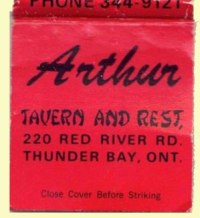 PHONE 344-9121
Arthur
TAVERN AND REST,
220 RED RIVER RD.
THUNDER BAY, ONT.
Close Cover Before Striking